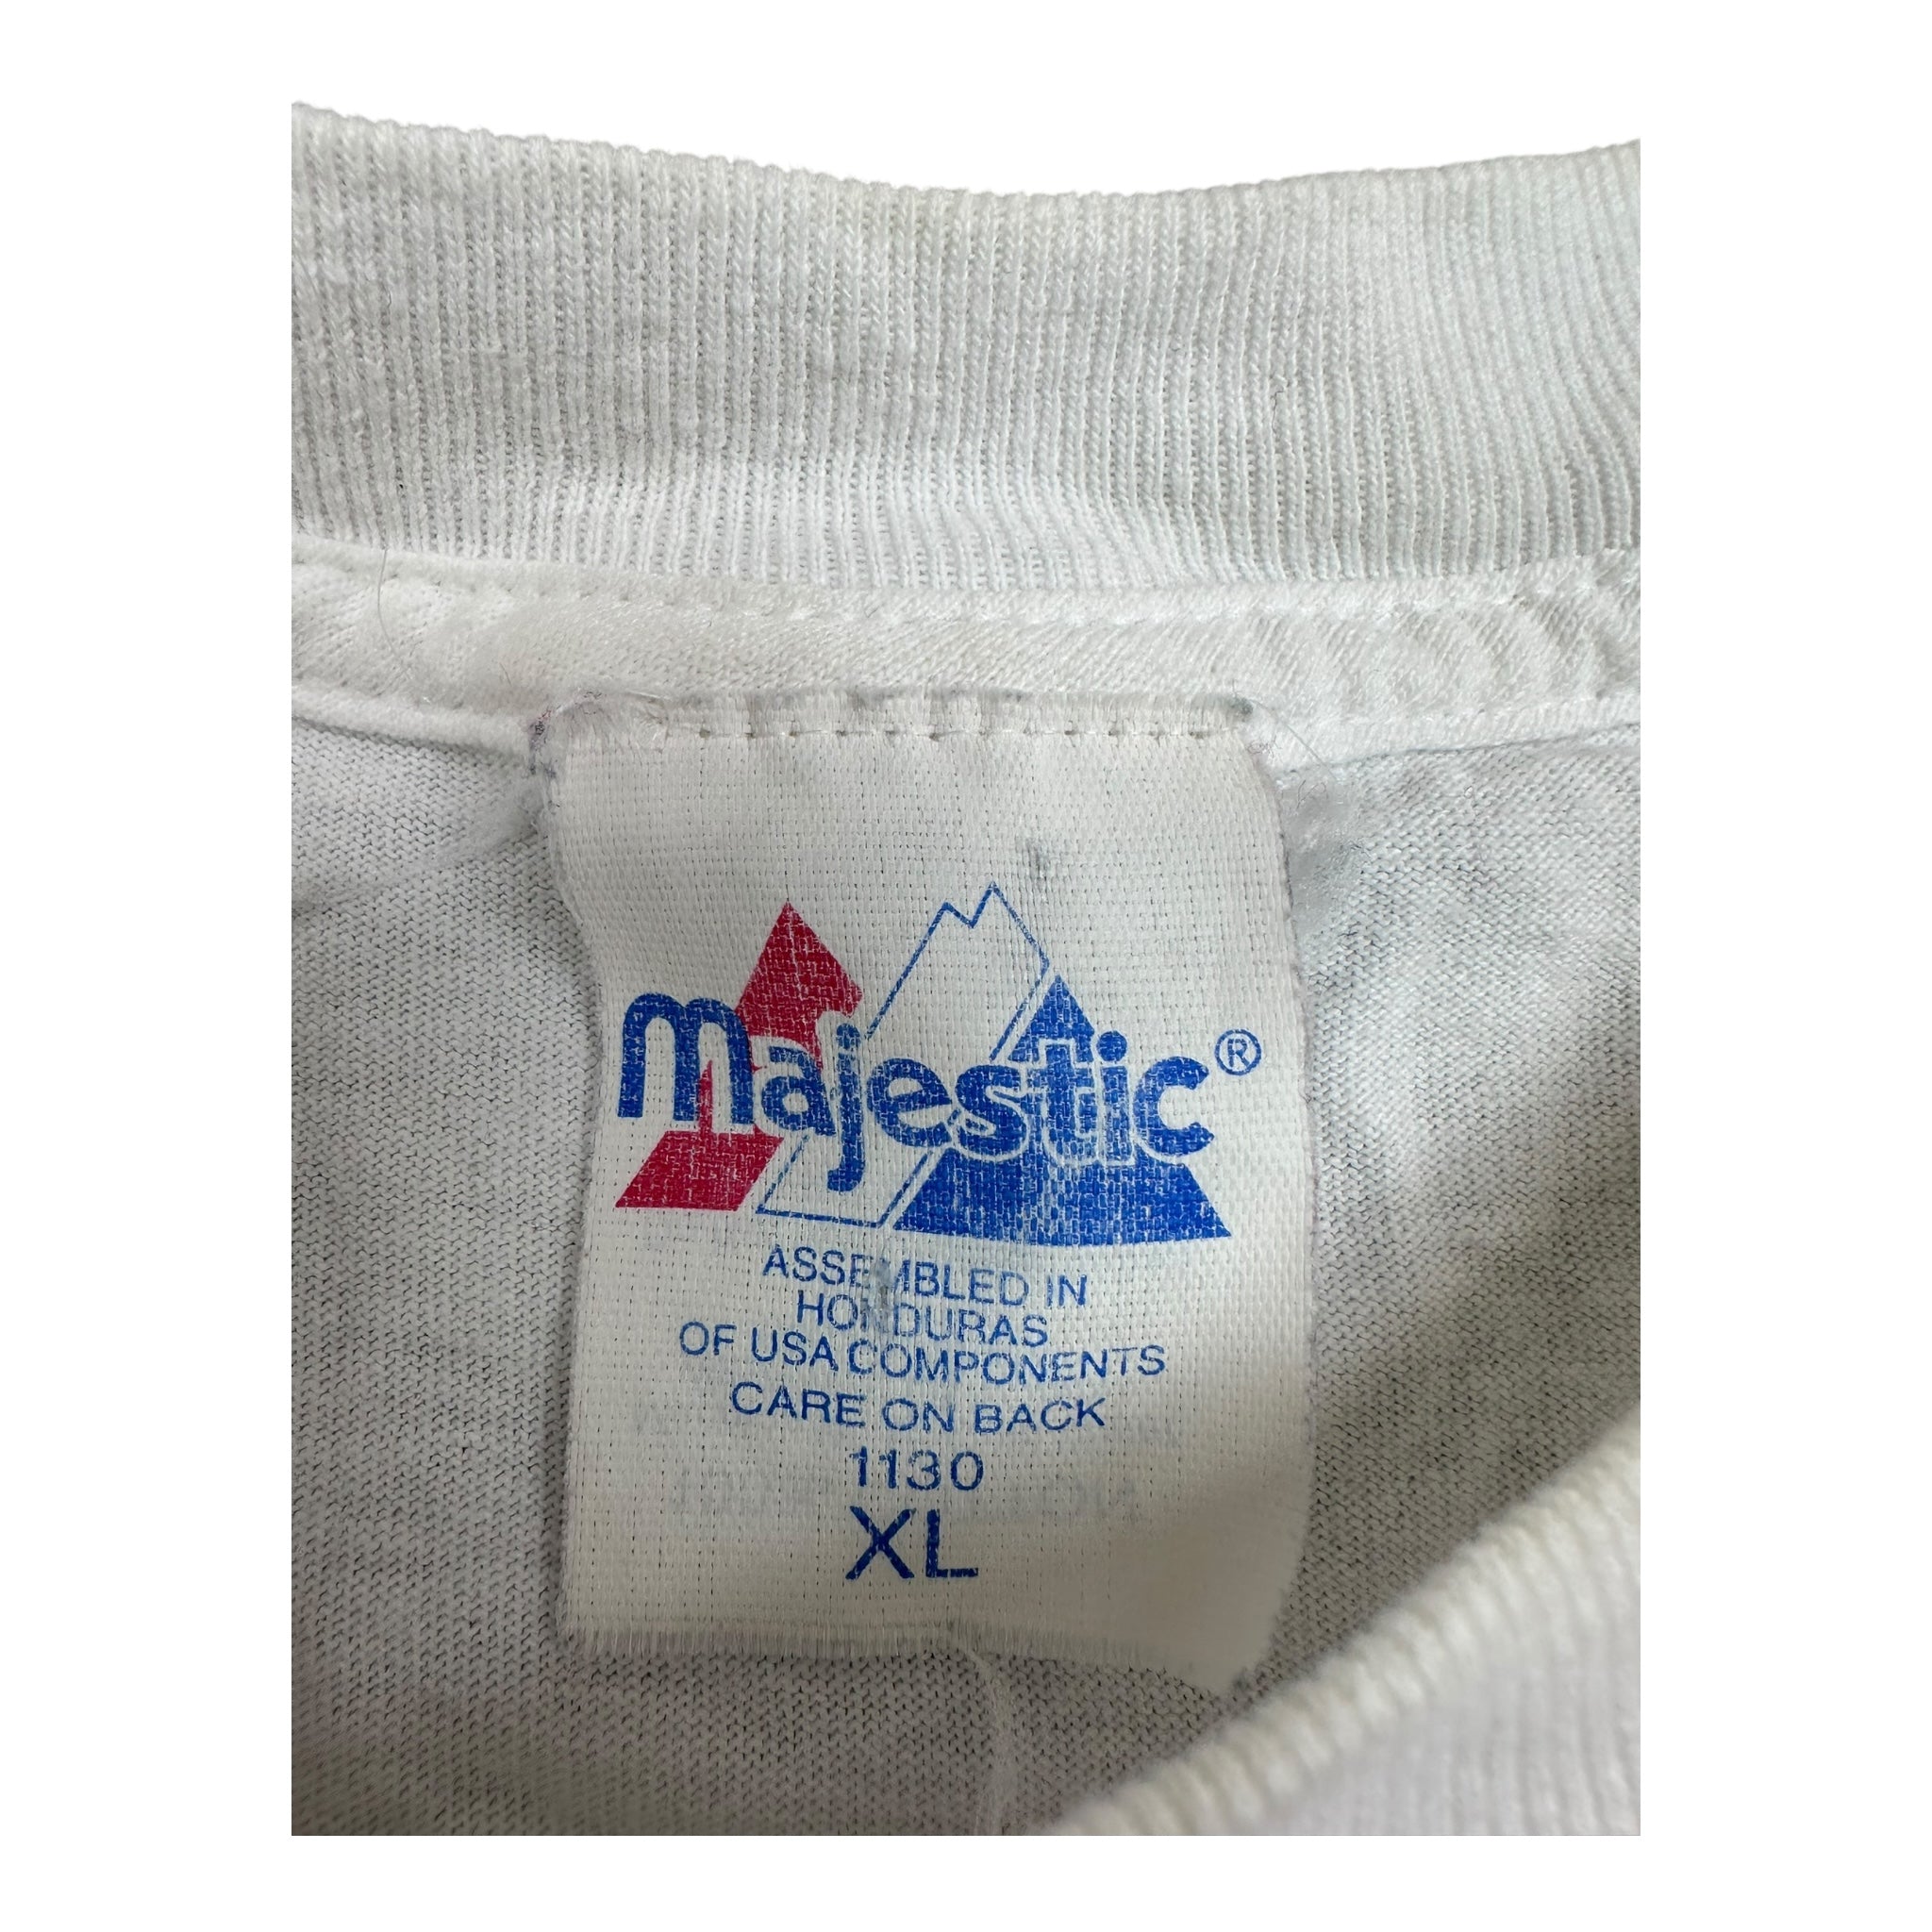 majestic®
ASSEMBLED IN
HONDURAS
OF USA COMPONENTS
CARE ON BACK
1130
XL